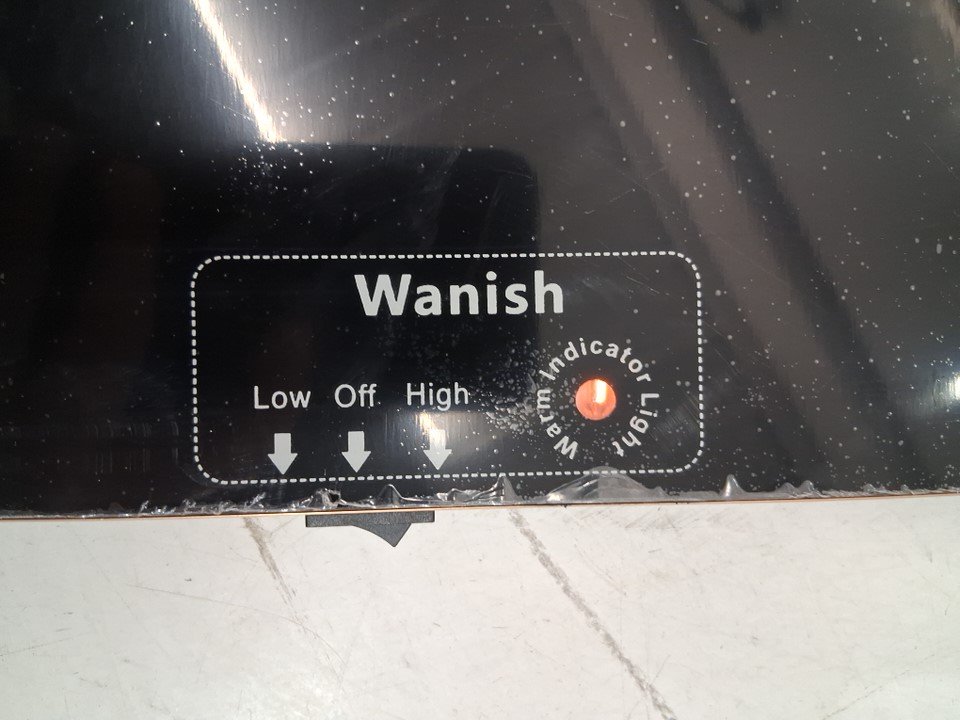 Wanish
Low Off High
Warm Indicator Light